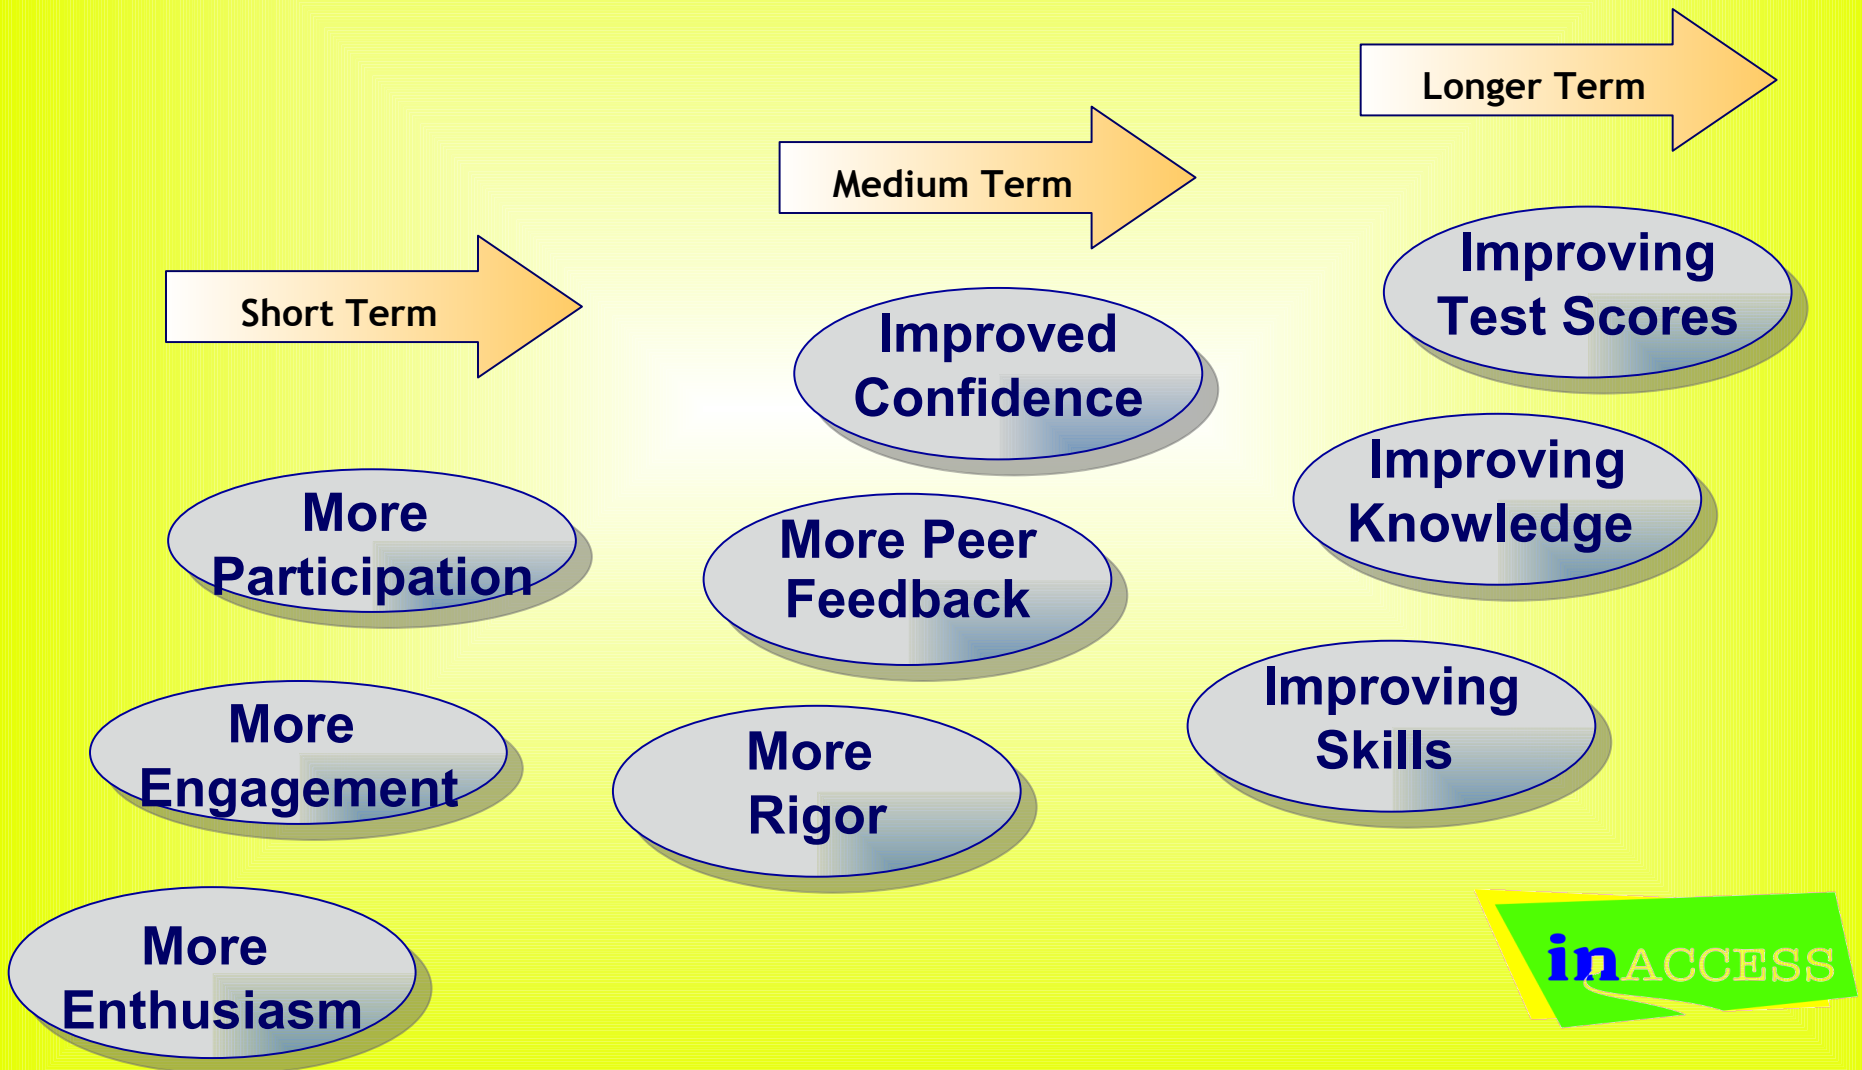 Short Term
More
Participation
More
Engagement
More
Enthusiasm
Medium Term
Improved
Confidence
More Peer
Feedback
More
Rigor
Longer Term
Improving
Test Scores
Improving
Knowledge
Improving
Skills
inACCESS